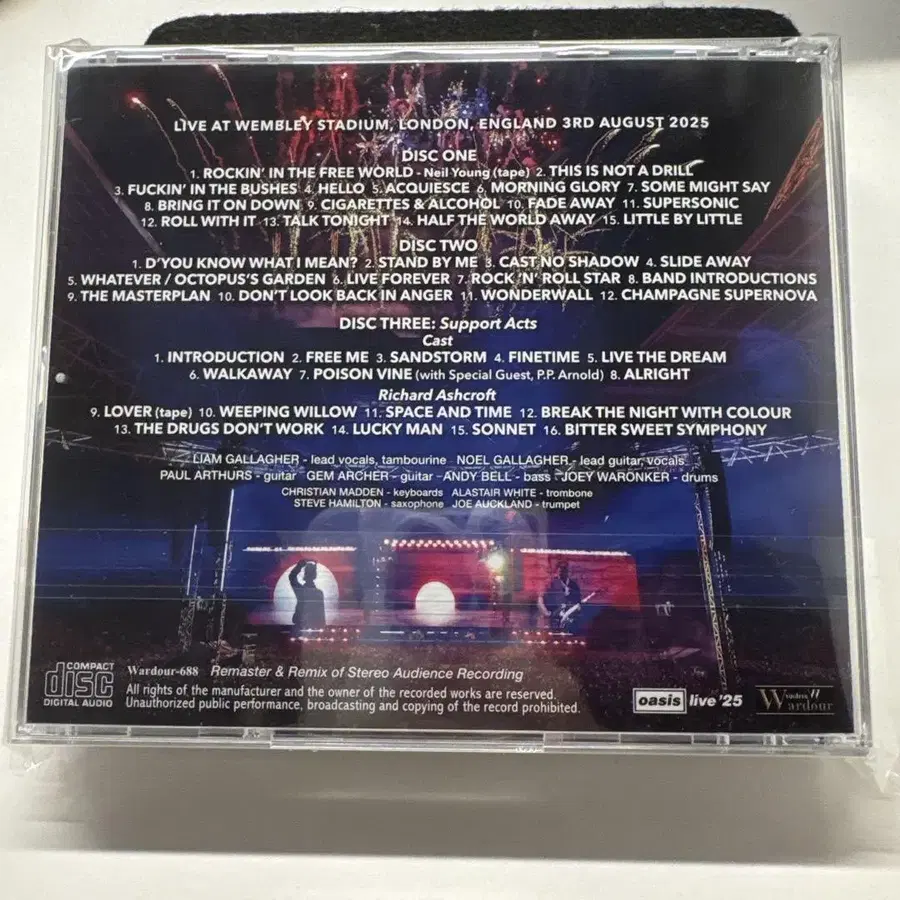 LIVE AT WEMBLEY STADIUM, LONDON, ENGLAND 3RD AUGUST 2025
DISC ONE
1. ROCKIN' IN THE FREE WORLD - Neil Young (tape) 2. THIS IS NOT A DRILL
3. FUCKIN' IN THE BUSHES 4. HELLO 5. ACQUIESCE 6. MORNING GLORY 7. SOME MIGHT SAY
8. BRING IT ON DOWN 9. CIGARETTES & ALCOHOL 10. FADE AWAY 11. SUPERSONIC
12. ROLL WITH IT 13. TALK TONIGHT 14. HALF THE WORLD AWAY 15. LITTLE BY LITTLE
DISC TWO
1. D'YOU KNOW WHAT I MEAN? 2. STAND BY ME 3. CAST NO SHADOW 4. SLIDE AWAY
5. WHATEVER / OCTOPUS'S GARDEN 6. LIVE FOREVER 7. ROCK 'N' ROLL STAR 8. BAND INTRODUCTIONS
9. THE MASTERPLAN 10. DON'T LOOK BACK IN ANGER 11. WONDERWALL 12. CHAMPAGNE SUPERNOVA
DISC THREE: Support Acts
Cast
1. INTRODUCTION 2. FREE ME 3. SANDSTORM 4. FINETIME 5. LIVE THE DREAM
6. WALKAWAY 7. POISON VINE (with Special Guest, P.P. Arnold) 8. ALRIGHT
Richard Ashcroft
9. LOVER (tape) 10. WEEPING WILLOW 11. SPACE AND TIME 12. BREAK THE NIGHT WITH COLOUR
13. THE DRUGS DON'T WORK 14. LUCKY MAN 15. SONNET 16. BITTER SWEET SYMPHONY
LIAM GALLAGHER - lead vocals, tambourine NOEL GALLAGHER - lead guitar, vocals
PAUL ARTHURS - guitar GEM ARCHER - guitar ANDY BELL - bass JOEY WARONKER - drums
CHRISTIAN MADDEN - keyboards ALASTAIR WHITE - trombone
STEVE HAMILTON - saxophone JOE AUCKLAND - trumpet
COMPACT
disc
DIGITAL AUDIO
Wardour-688 Remaster & Remix of Stereo Audience Recording
All rights of the manufacturer and the owner of the recorded works are reserved.
Unauthorized public performance, broadcasting and copying of the record prohibited.
oasis live '25
Wardour